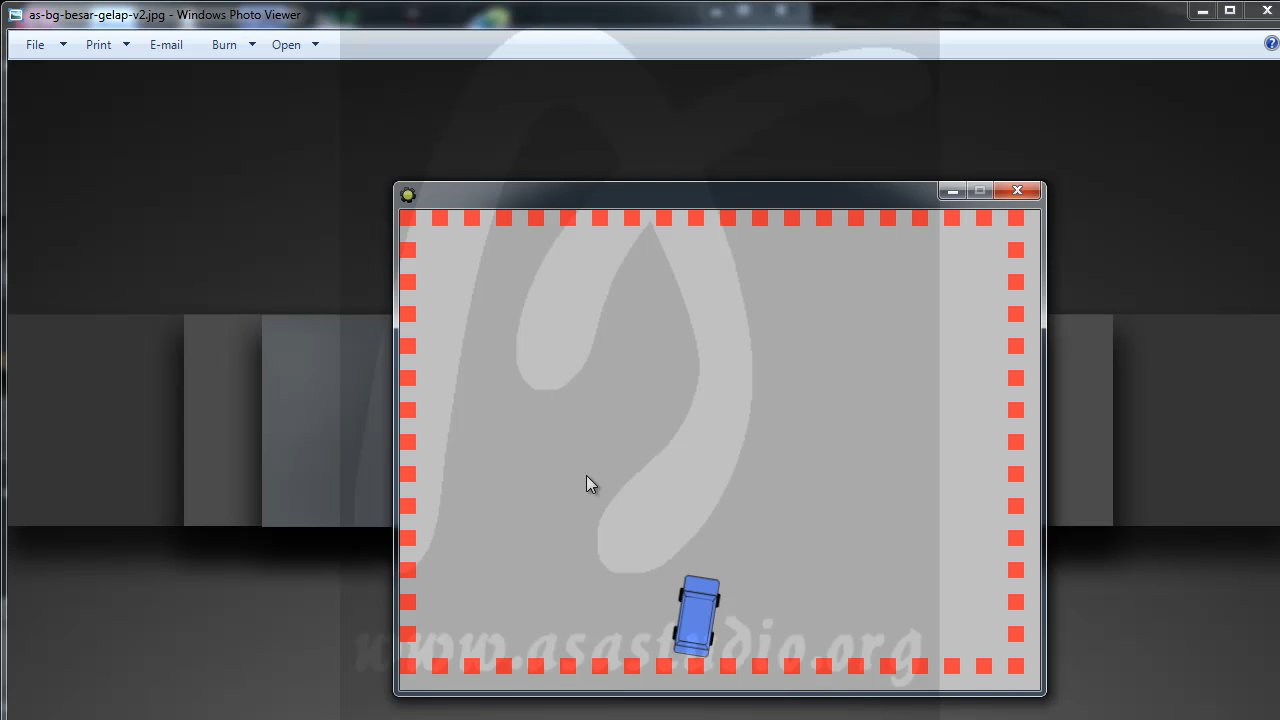 as-bg-besar-gelap-v2.jpg - Windows Photo Viewer
File Print E-mail Burn Open
www.asastudio.org